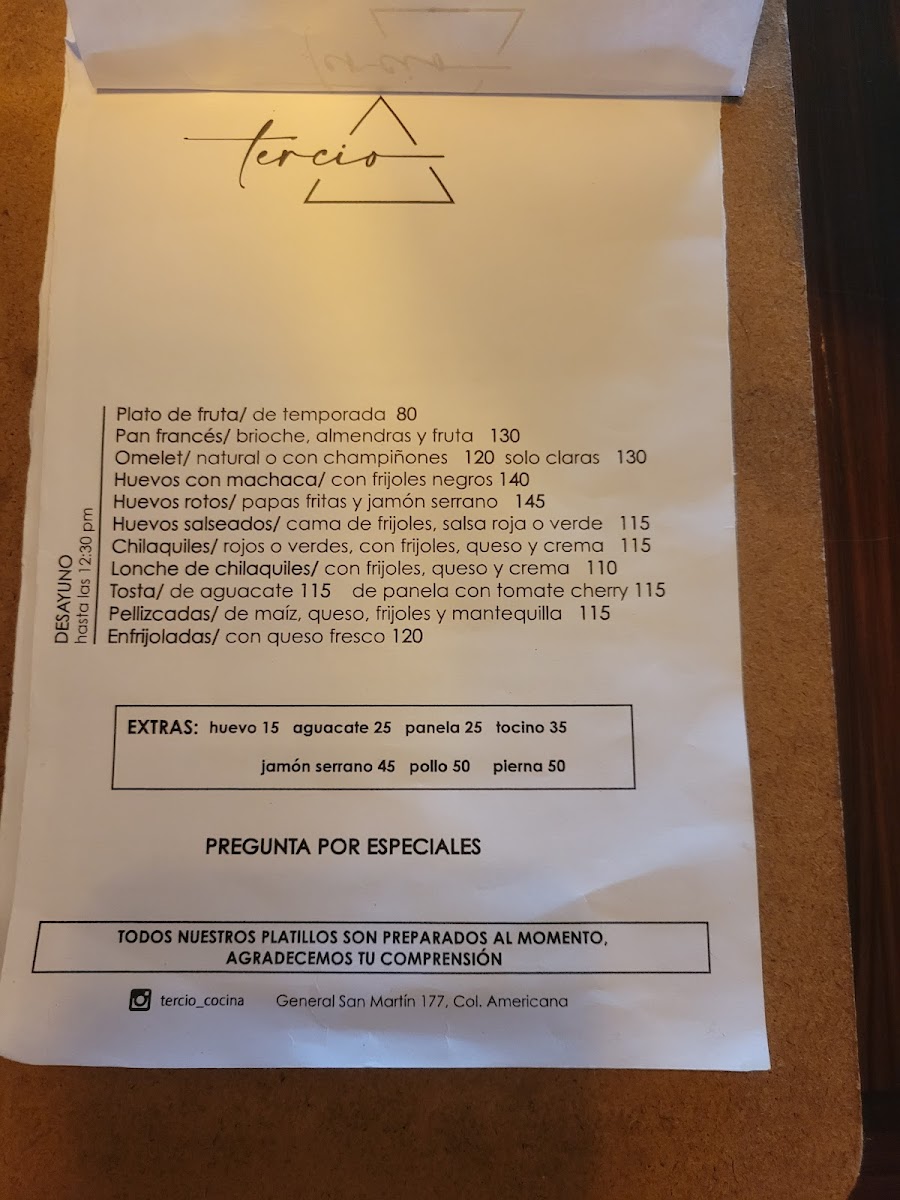 tercio
Plato de fruta/ de temporada 80
Pan francés/ brioche, almendras y fruta 130
Omelet/ natural o con champiñones 120 solo claras 130
Huevos con machaca/ con frijoles negros 140
Huevos rotos/ papas fritas y jamón serrano 145
Huevos salseados/ cama de frijoles, salsa roja o verde 115
Chilaquiles/ rojos o verdes, con frijoles, queso y crema 115
Lonche de chilaquiles/ con frijoles, queso y crema 110
Tosta/ de aguacate 115 de panela con tomate cherry 115
Pellizcadas/ de maíz, queso, frijoles y mantequilla 115
Enfrijoladas/ con queso fresco 120
DESAYUNO
hasta las 12:30 pm
EXTRAS: huevo 15 aguacate 25 panela 25 tocino 35
jamón serrano 45 pollo 50 pierna 50
PREGUNTA POR ESPECIALES
TODOS NUESTROS PLATILLOS SON PREPARADOS AL MOMENTO,
AGRADECEMOS TU COMPRENSIÓN
tercio_cocina General San Martín 177, Col. Americana